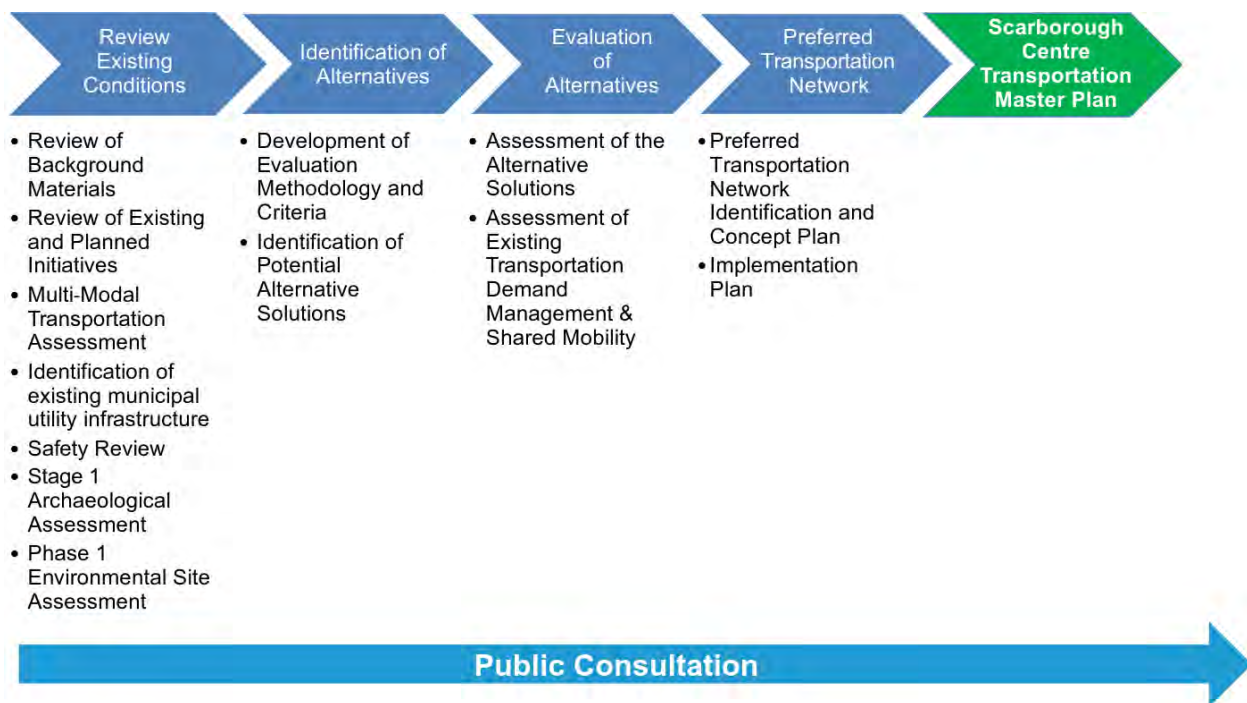 Review
Existing
Conditions
Identification of
Alternatives
Evaluation
of
Alternatives
Preferred
Transportation
Network
Scarborough
Centre
Transportation
Master Plan
• Review of
Background
Materials
• Review of Existing
and Planned
Initiatives
• Multi-Modal
Transportation
Assessment
• Identification of
existing municipal
utility infrastructure
• Safety Review
• Stage 1
Archaeological
Assessment
• Phase 1
Environmental Site
Assessment
• Development of
Evaluation
Methodology and
Criteria
• Identification of
Potential
Alternative
Solutions
• Assessment of the
Alternative
Solutions
• Assessment of
Existing
Transportation
Demand
Management &
Shared Mobility
• Preferred
Transportation
Network
Identification and
Concept Plan
• Implementation
Plan
Public Consultation